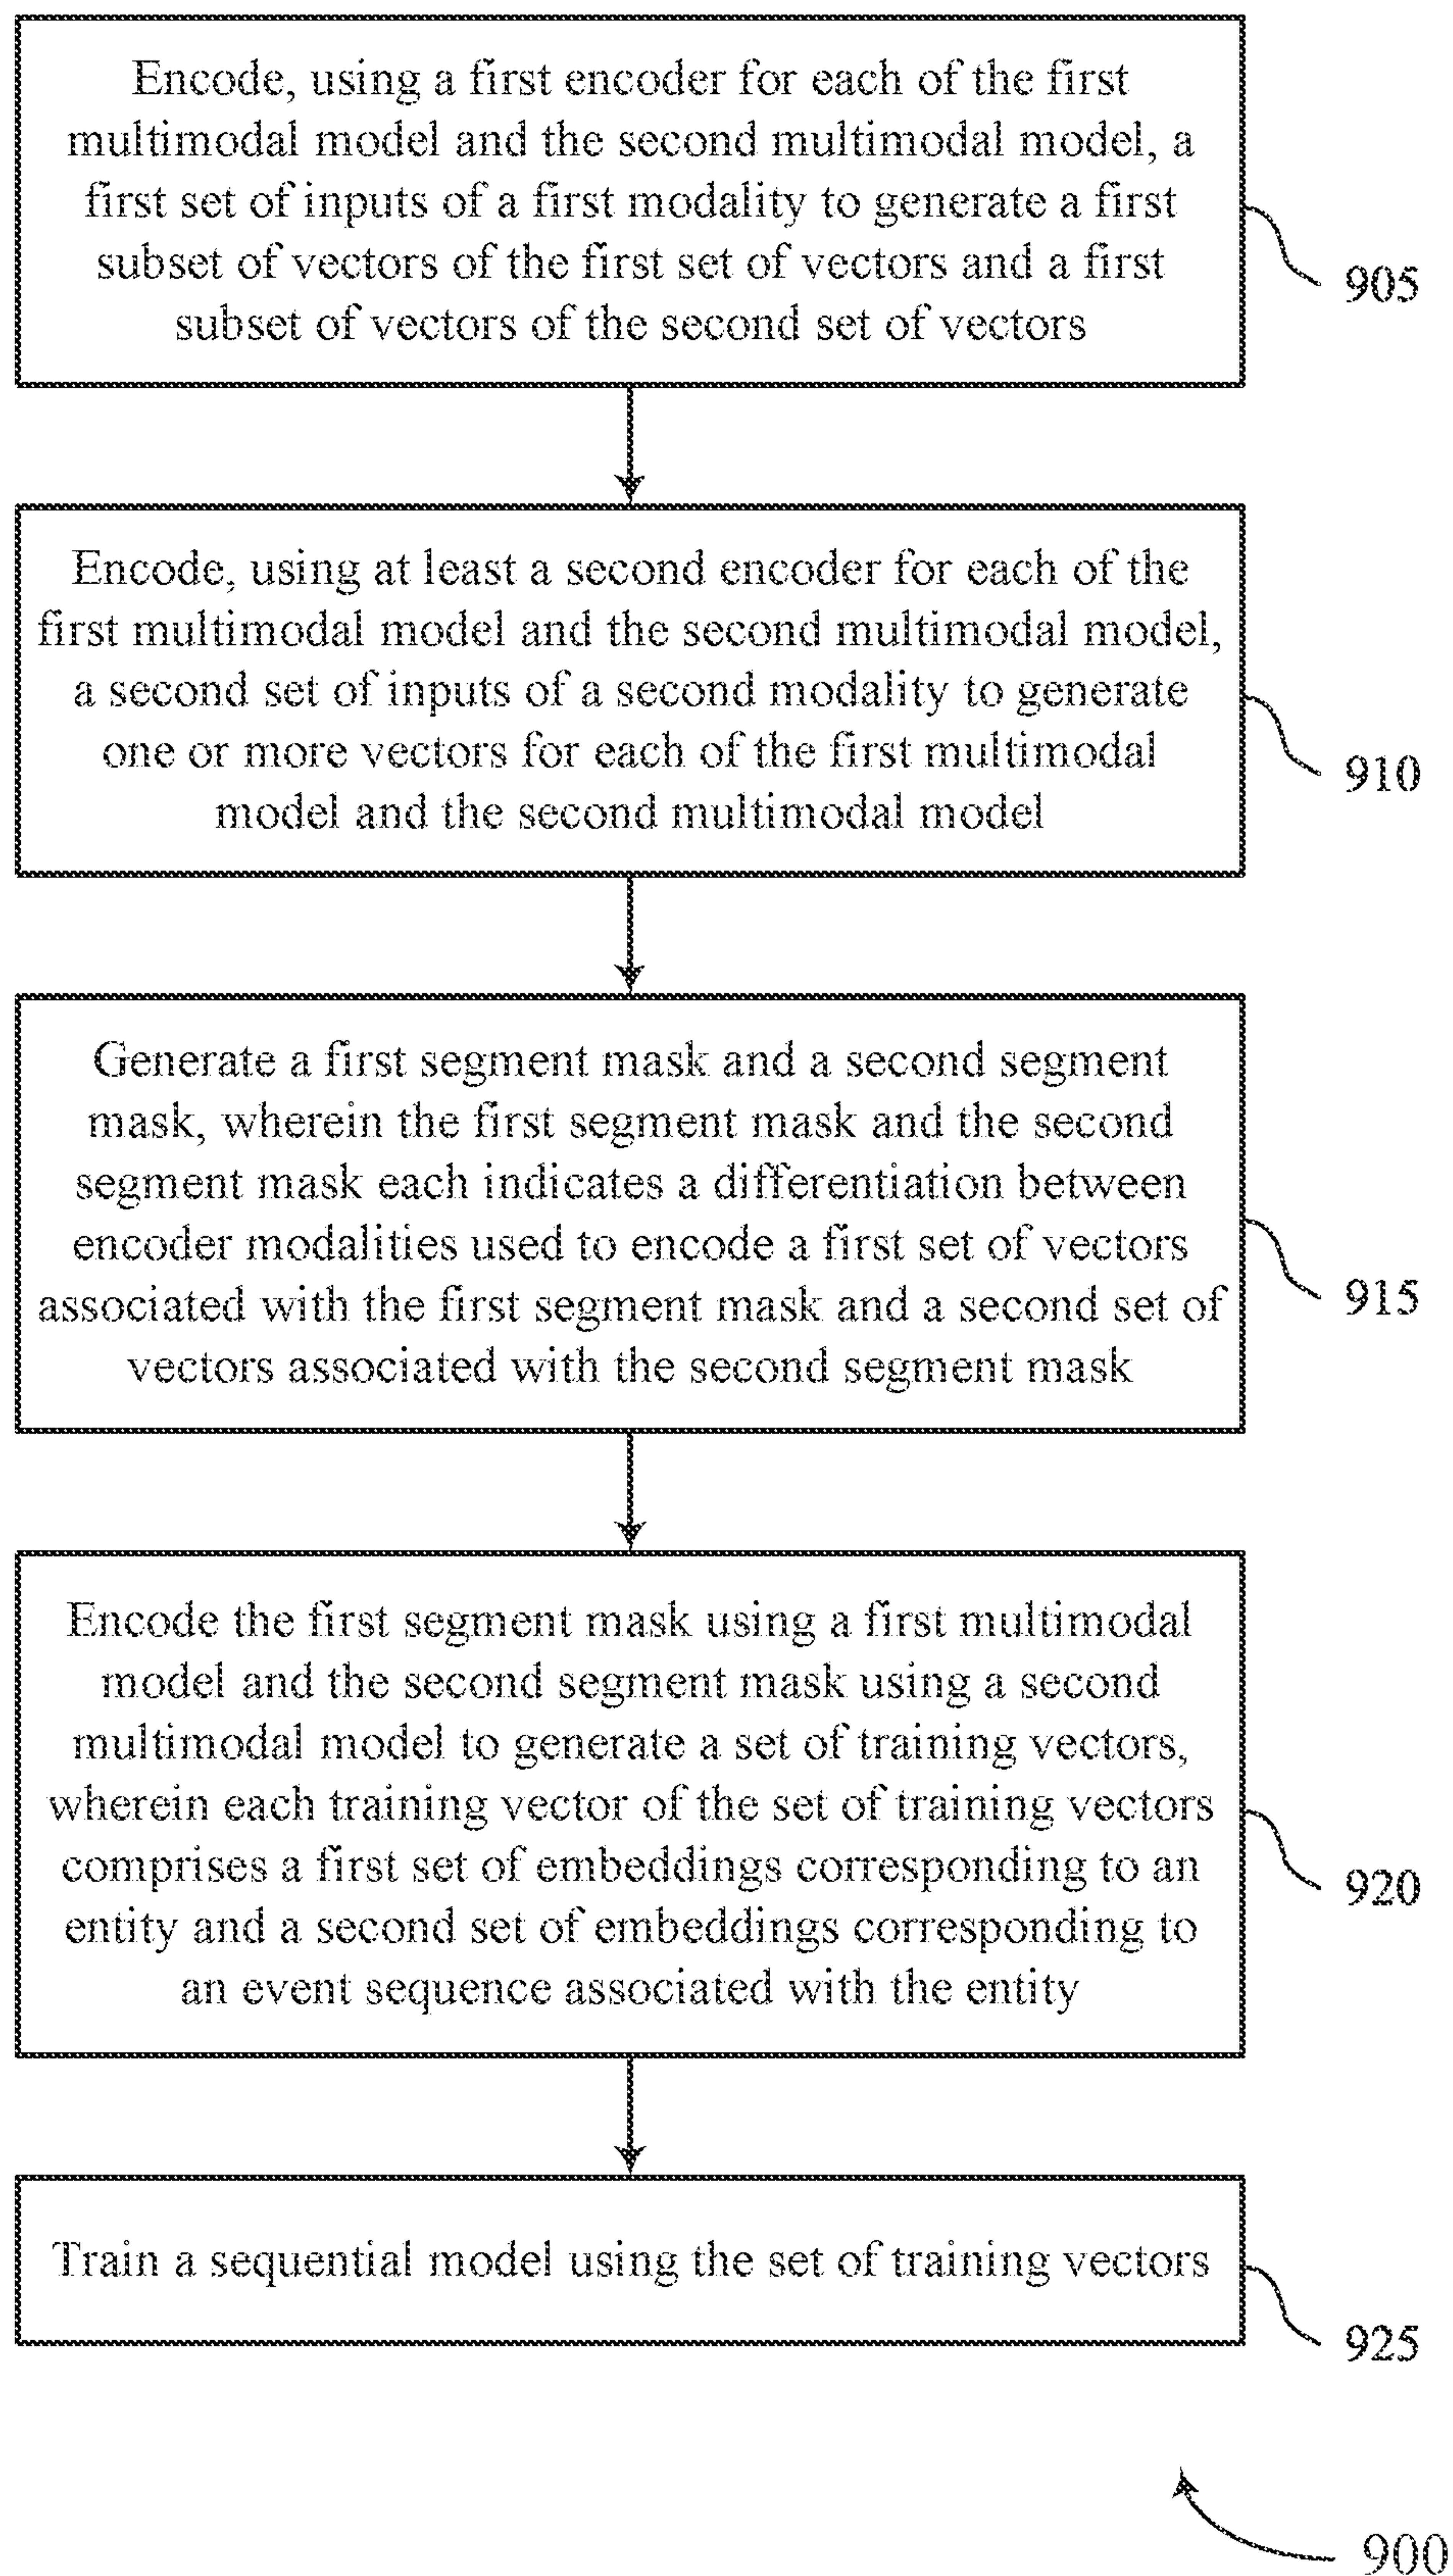 Encode, using a first encoder for each of the first
multimodal model and the second multimodal model, a
first set of inputs of a first modality to generate a first
subset of vectors of the first set of vectors and a first
subset of vectors of the second set of vectors
905
Encode, using at least a second encoder for each of the
first multimodal model and the second multimodal model,
a second set of inputs of a second modality to generate
one or more vectors for each of the first multimodal
model and the second multimodal model
910
Generate a first segment mask and a second segment
mask, wherein the first segment mask and the second
segment mask each indicates a differentiation between
encoder modalities used to encode a first set of vectors
associated with the first segment mask and a second set of
vectors associated with the second segment mask
915
Encode the first segment mask using a first multimodal
model and the second segment mask using a second
multimodal model to generate a set of training vectors,
wherein each training vector of the set of training vectors
comprises a first set of embeddings corresponding to an
entity and a second set of embeddings corresponding to
an event sequence associated with the entity
920
Train a sequential model using the set of training vectors
925
900